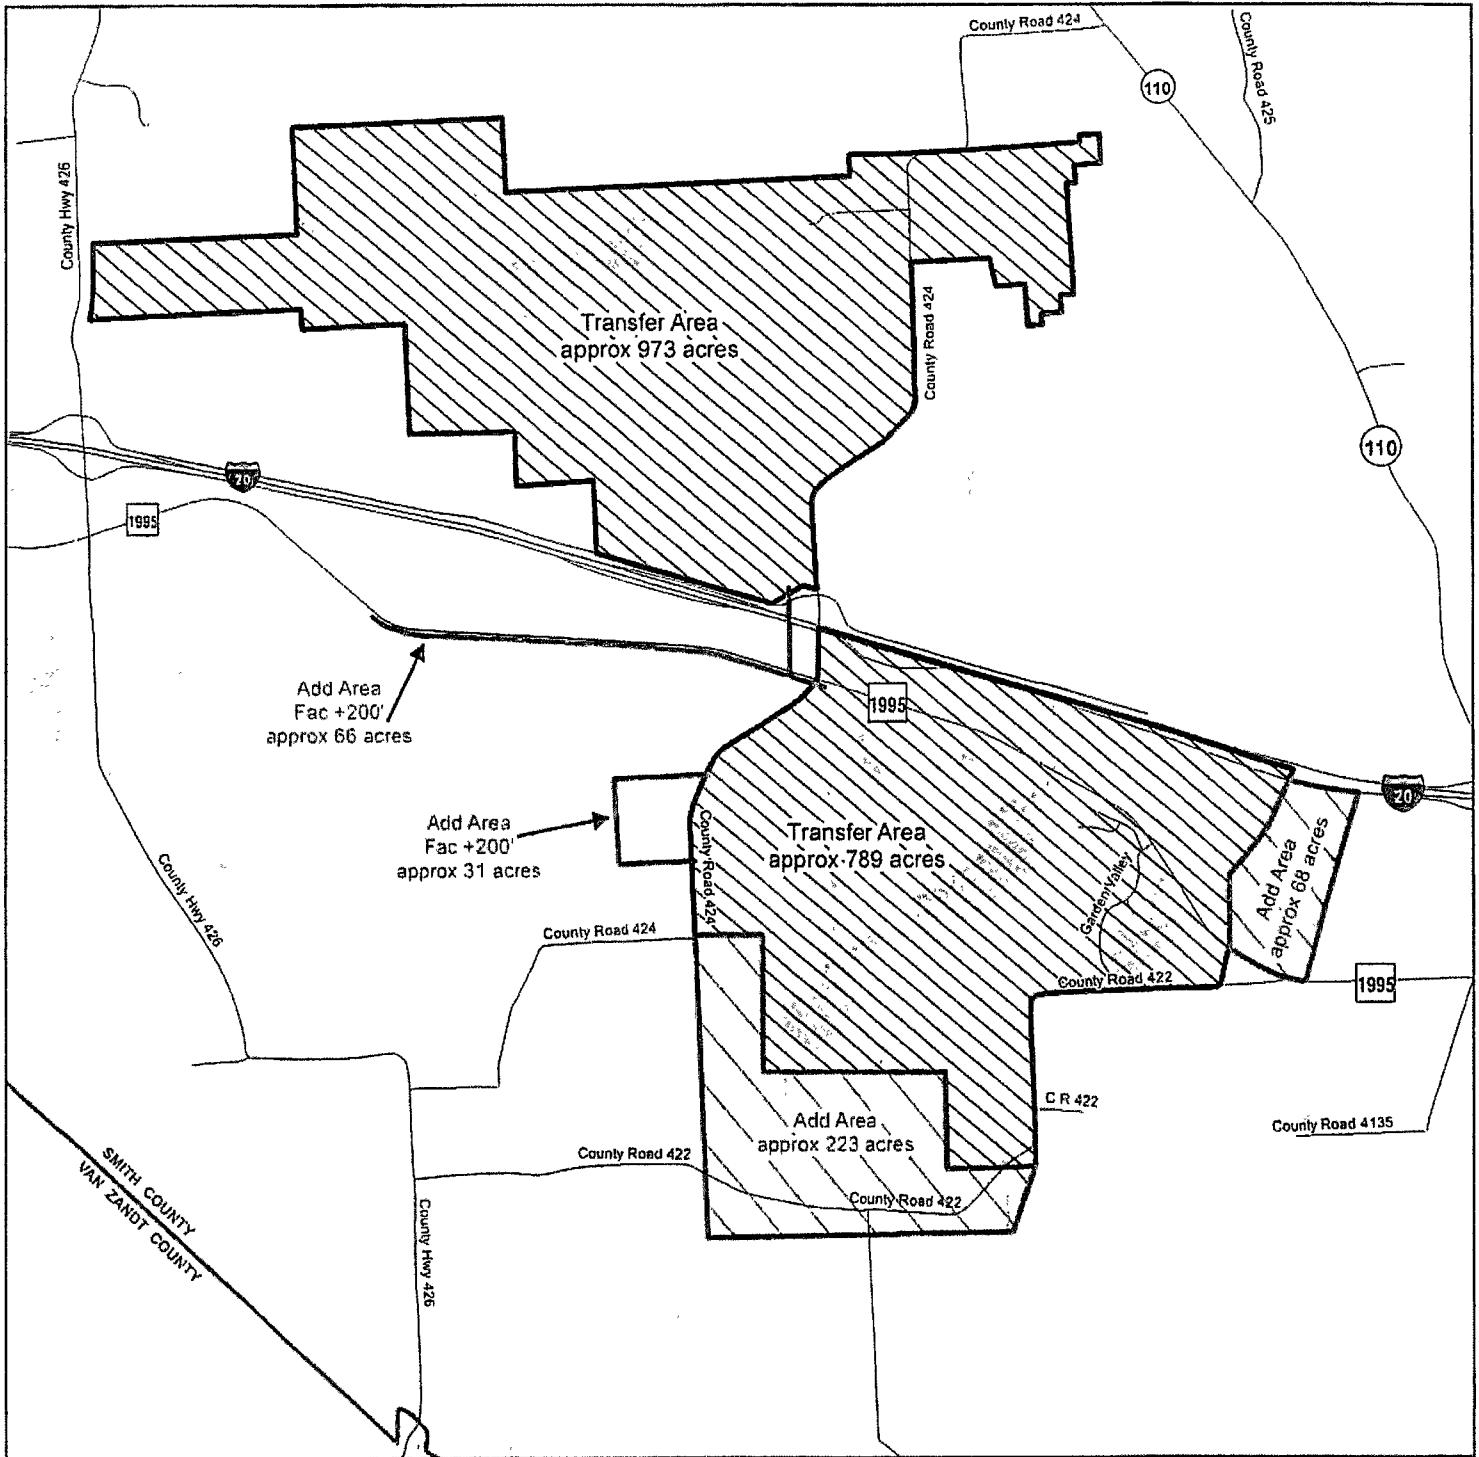 County Road 424
110
County Road 425
County Hwy 426
Transfer Area
approx 973 acres
County Road 424
110
20
1995
Add Area
Fac +200'
approx 66 acres
1995
Add Area
Fac +200'
approx 31 acres
County Road 424
Transfer Area
approx 789 acres
Garden Valley
20
Add Area
approx 68 acres
County Hwy 426
County Road 424
County Road 422
1995
C R 422
County Road 4135
Add Area
approx 223 acres
County Road 422
County Road 422
SMITH COUNTY
VAN ZANDT COUNTY
County Hwy 426